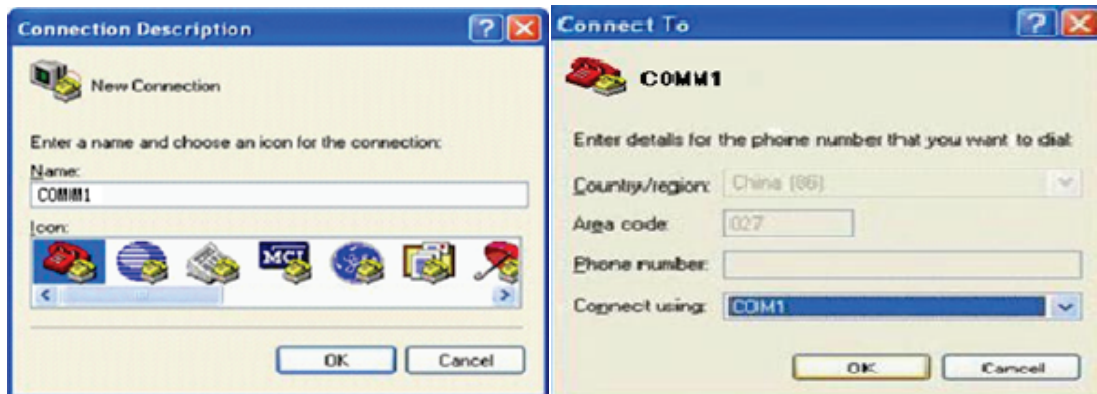 Connection Description
New Connection
Enter a name and choose an icon for the connection:
Name:
COMM1
Icon:
MCI
OK Cancel
Connect To
COMM1
Enter details for the phone number that you want to dial:
Country/region: China (86)
Area code: 027
Phone number:
Connect using: COM1
OK Cancel